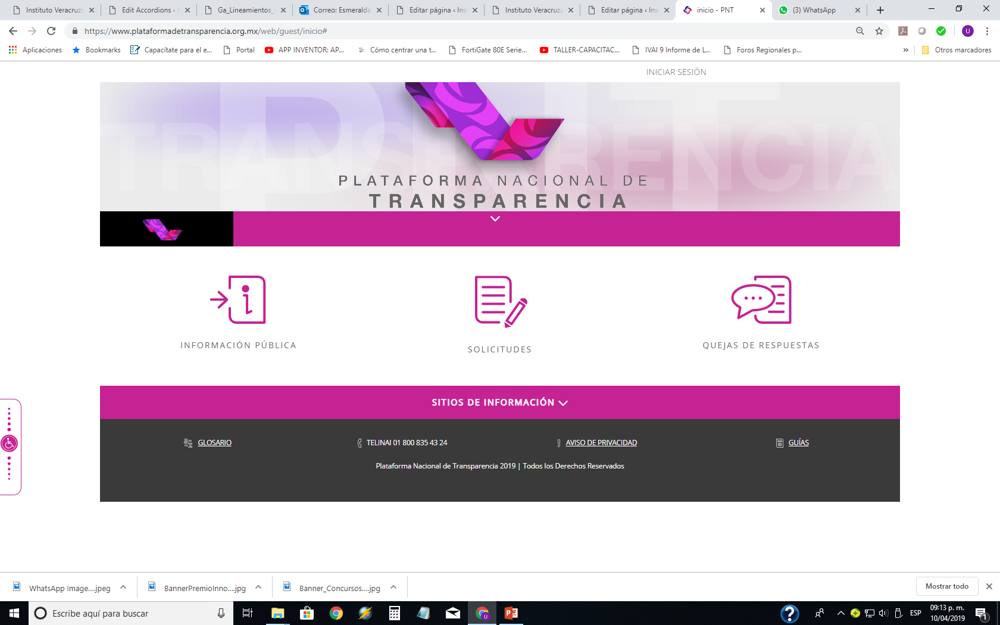 Instituto Veracruz
Edit Accordions ‹
Ga_Lineamientos_
Correo: Esmeralda
Editar página ‹ Ins
Instituto Veracruza
Editar página ‹ Ins
inicio - PNT
(3) WhatsApp
https://www.plataformadetransparencia.org.mx/web/guest/inicio#
U
Aplicaciones
Bookmarks
Capacítate para el e...
Portal
APP INVENTOR: AP...
Cómo centrar una t...
FortiGate 80E Serie...
TALLER-CAPACITAC...
IVAI 9 Informe de L...
Foros Regionales p...
»
Otros marcadores
INICIAR SESIÓN
PNT
TRANSPARENCIA
PLATAFORMA NACIONAL DE
TRANSPARENCIA
INFORMACIÓN PÚBLICA
SOLICITUDES
QUEJAS DE RESPUESTAS
SITIOS DE INFORMACIÓN
GLOSARIO
TELINAI 01 800 835 43 24
AVISO DE PRIVACIDAD
GUÍAS
Plataforma Nacional de Transparencia 2019 | Todos los Derechos Reservados
WhatsApp Image....jpeg
BannerPremioInno....jpg
Banner_Concursos....jpg
Mostrar todo
Escribe aquí para buscar
ESP
09:13 p. m.
10/04/2019
1